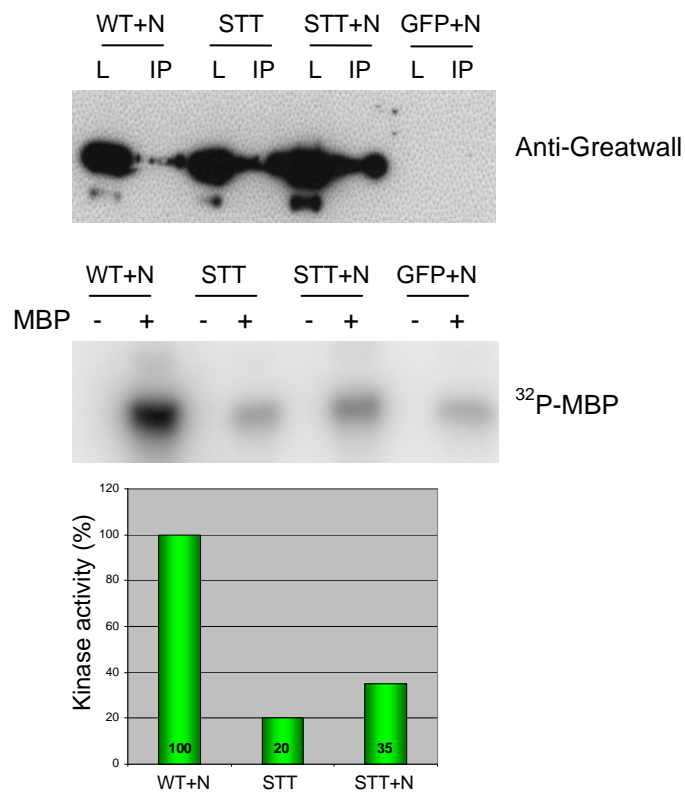 WT+N STT STT+N GFP+N
L IP L IP L IP L IP
Anti-Greatwall
WT+N STT STT+N GFP+N
MBP - + - + - + - +
32P-MBP
Kinase activity (%)
120
100
80
60
40
20
0
100 20 35
WT+N STT STT+N